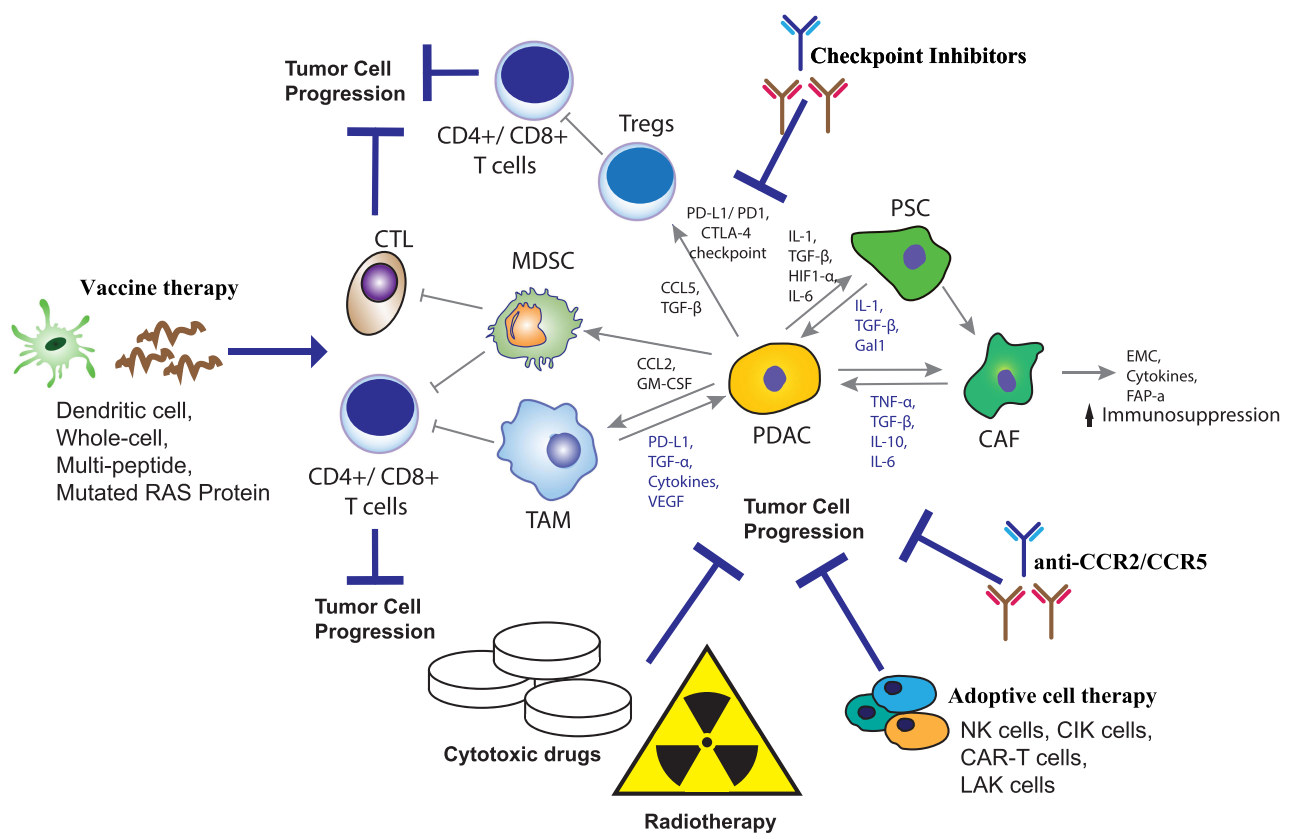 Checkpoint Inhibitors
Tumor Cell
Progression
CD4+/ CD8+
T cells
Tregs
PD-L1/ PD1,
CTLA-4
checkpoint
PSC
IL-1,
TGF-β,
HIF1-α,
IL-6
CTL
MDSC
CCL5,
TGF-β
IL-1,
TGF-β,
Gal1
Vaccine therapy
Dendritic cell,
Whole-cell,
Multi-peptide,
Mutated RAS Protein
CCL2,
GM-CSF
PDAC
CAF
EMC,
Cytokines,
FAP-a
Immunosuppression
TNF-α,
TGF-β,
IL-10,
IL-6
CD4+/ CD8+
T cells
TAM
PD-L1,
TGF-α,
Cytokines,
VEGF
Tumor Cell
Progression
anti-CCR2/CCR5
Tumor Cell
Progression
Cytotoxic drugs
Radiotherapy
Adoptive cell therapy
NK cells, CIK cells,
CAR-T cells,
LAK cells